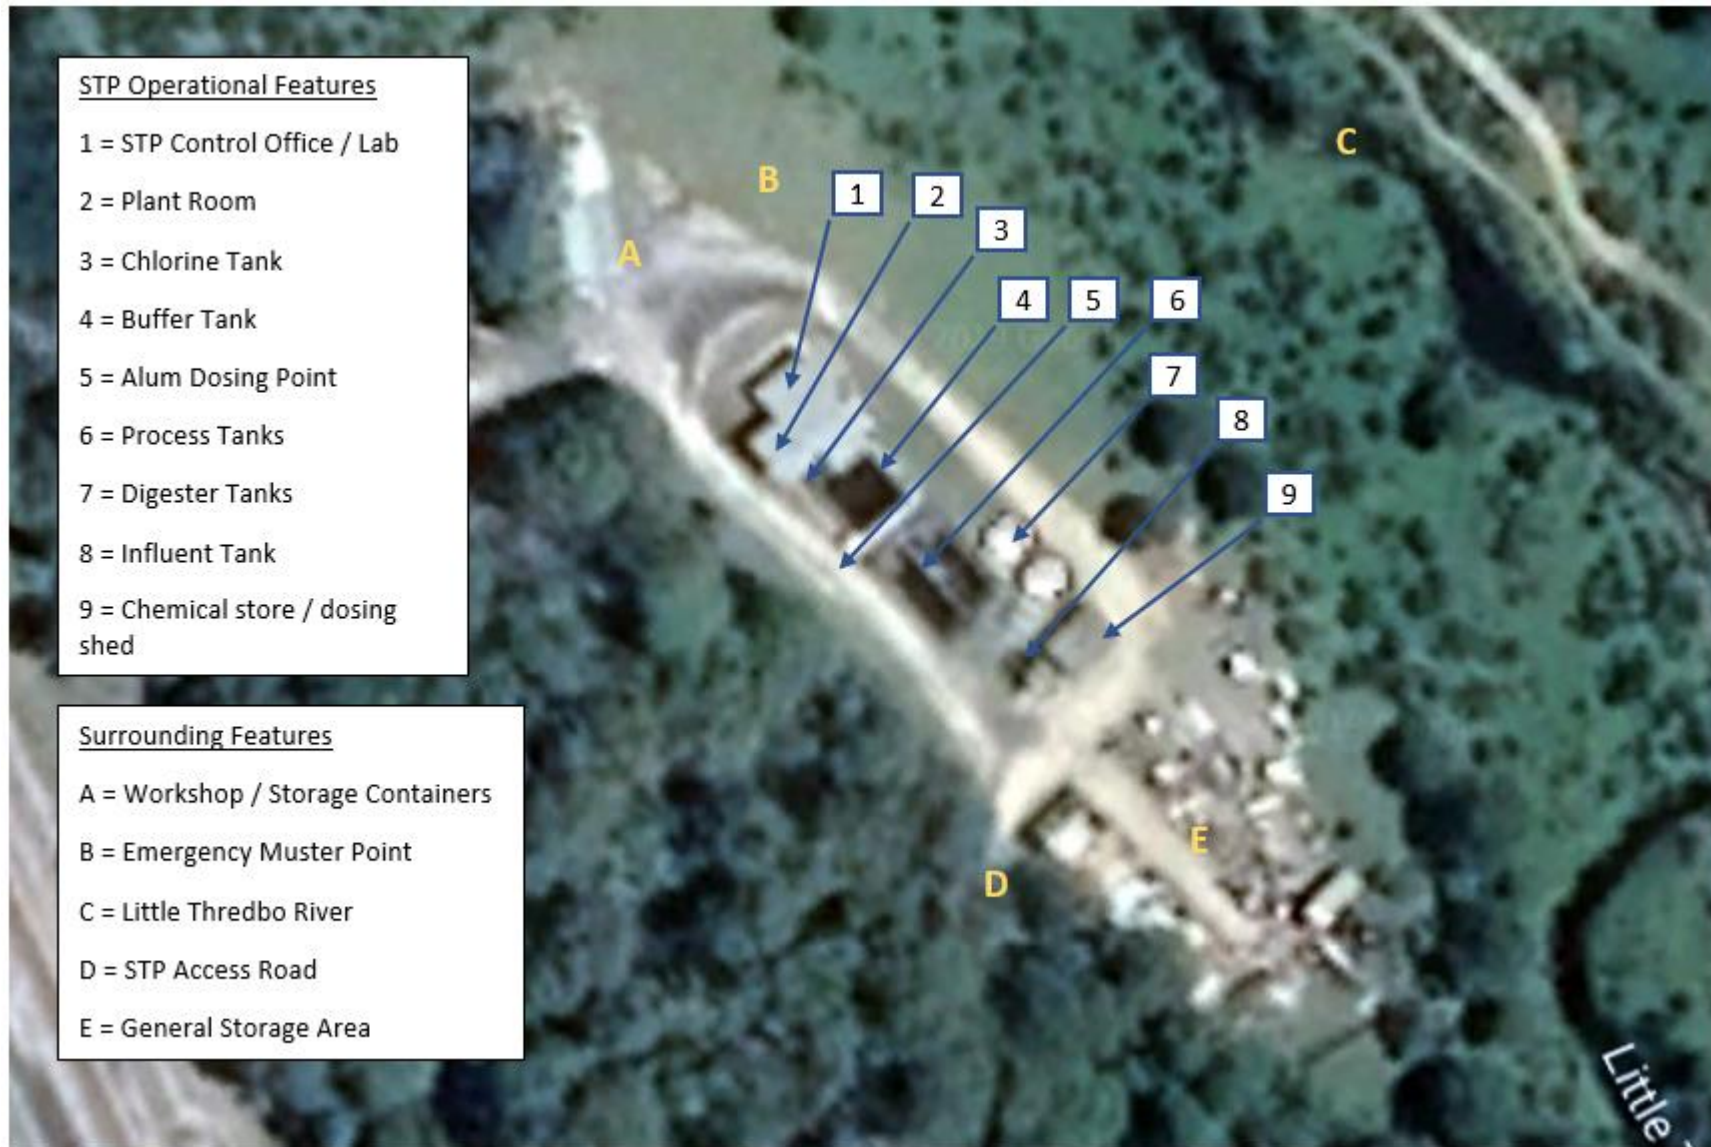 STP Operational Features
1 = STP Control Office / Lab
2 = Plant Room
3 = Chlorine Tank
4 = Buffer Tank
5 = Alum Dosing Point
6 = Process Tanks
7 = Digester Tanks
8 = Influent Tank
9 = Chemical store / dosing
shed
Surrounding Features
A = Workshop / Storage Containers
B = Emergency Muster Point
C = Little Thredbo River
D = STP Access Road
E = General Storage Area
C
B
1
2
3
A
4
5
6
7
8
9
E
D
Little